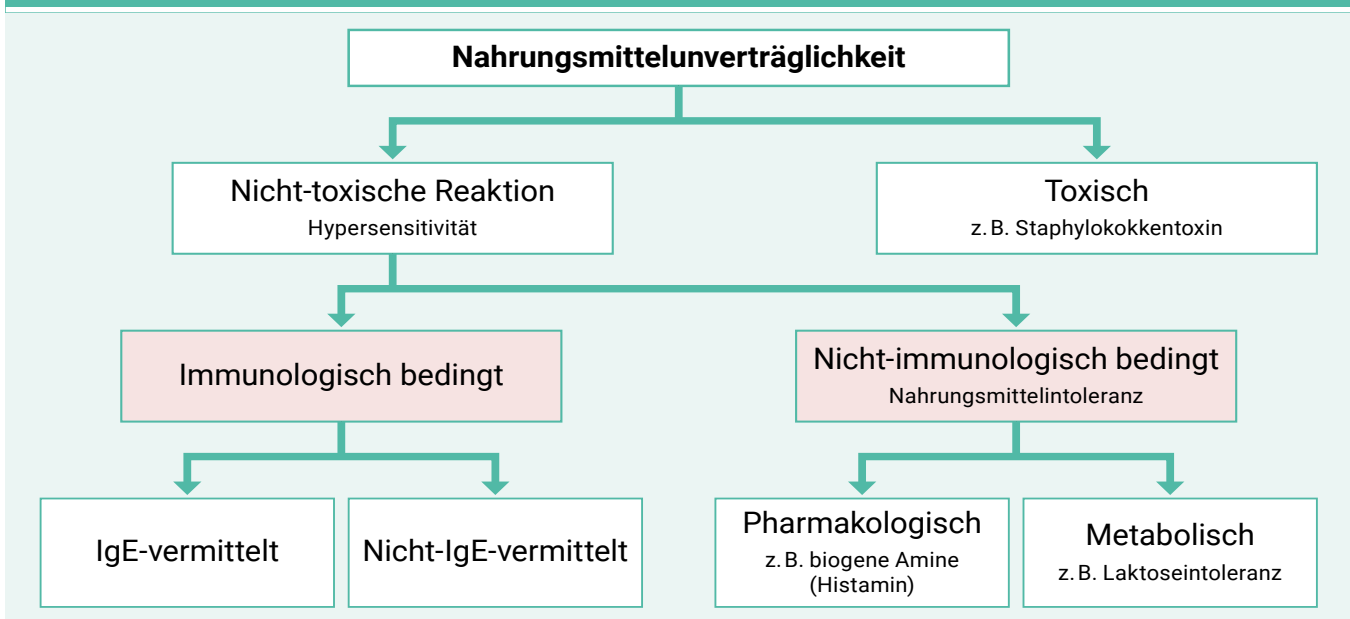 Nahrungsmittelunverträglichkeit
Nicht-toxische Reaktion
Hypersensitivität
Toxisch
z. B. Staphylokokkentoxin
Immunologisch bedingt
Nicht-immunologisch bedingt
Nahrungsmittelintoleranz
IgE-vermittelt
Nicht-IgE-vermittelt
Pharmakologisch
z. B. biogene Amine
(Histamin)
Metabolisch
z. B. Laktoseintoleranz